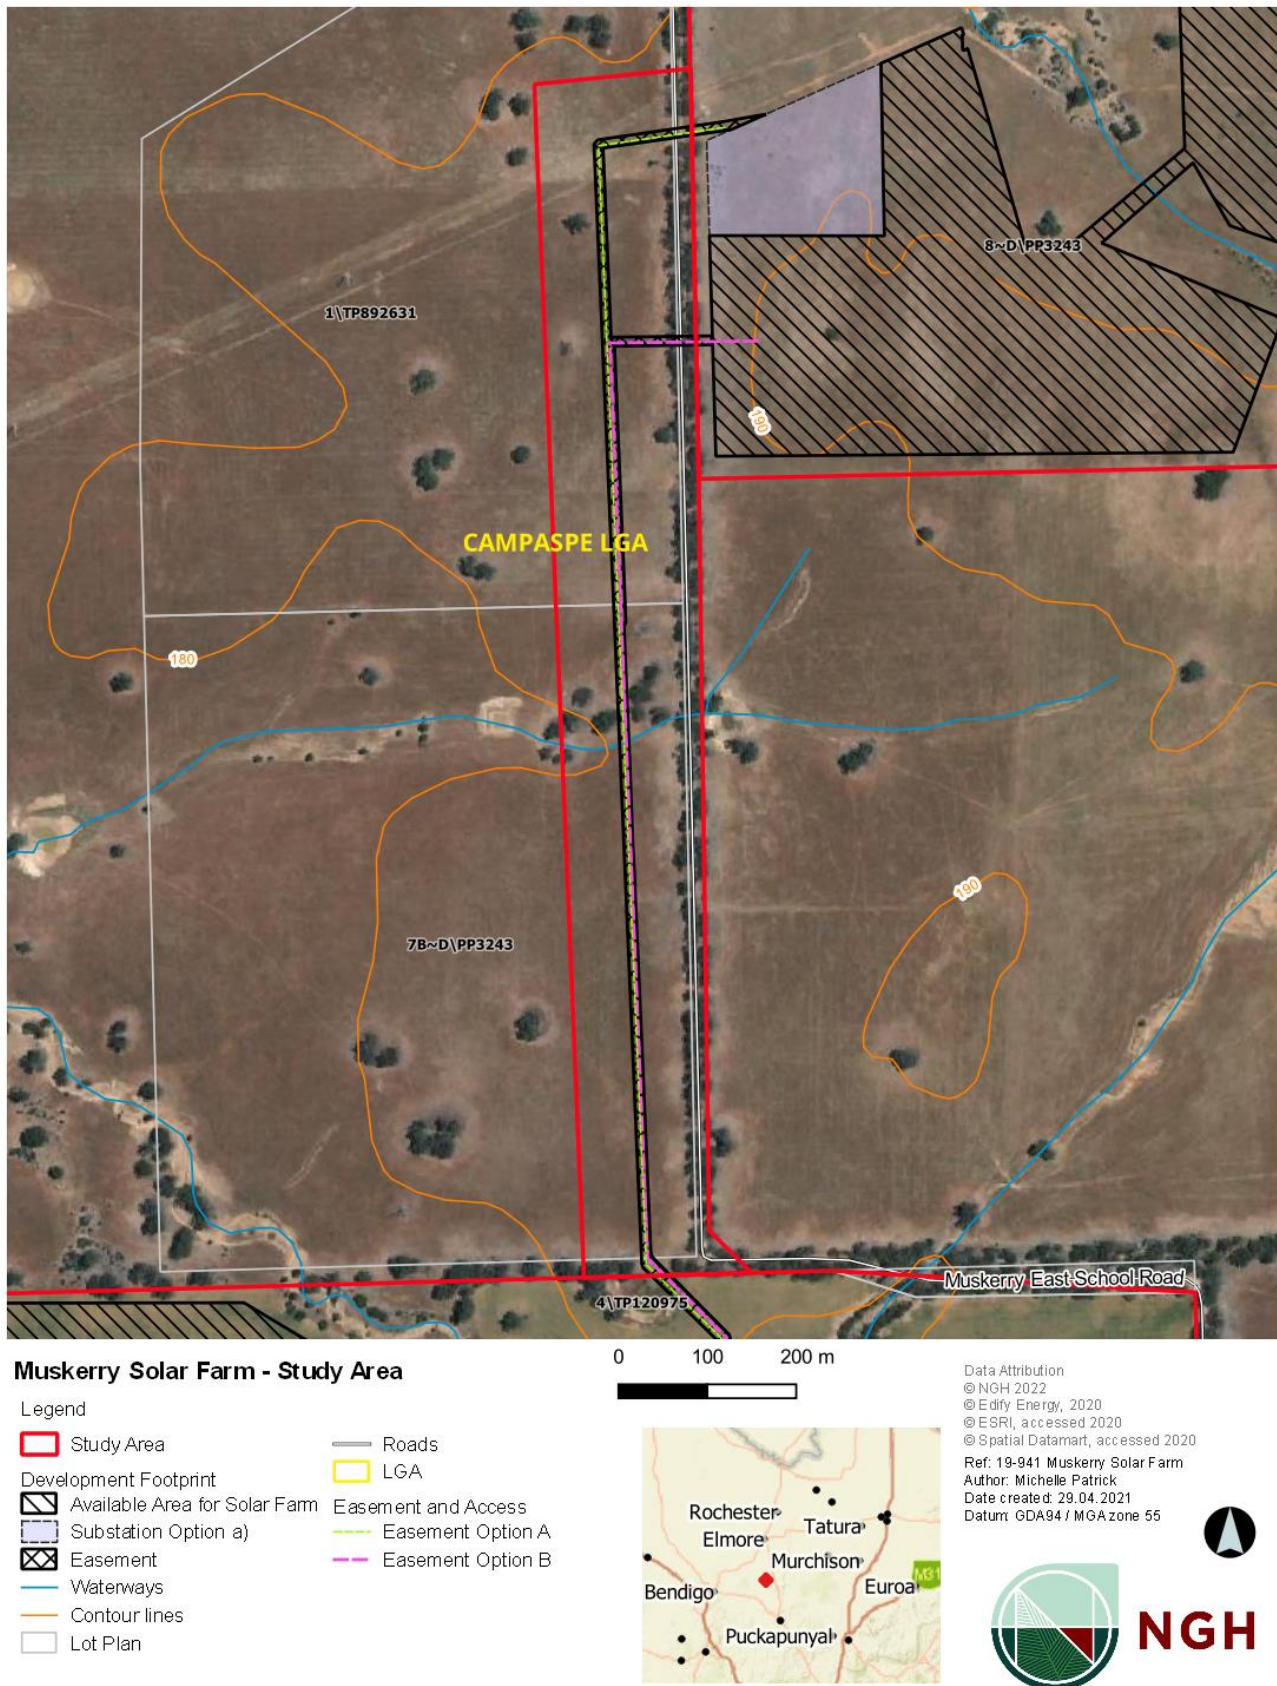 1\TP892631
8~D\PP3243
190
CAMPASPE LGA
180
190
7B~D\PP3243
Muskerry East School Road
4\TP120975
Muskerry Solar Farm - Study Area
Legend
Study Area
Development Footprint
Available Area for Solar Farm
Substation Option a)
Easement
Waterways
Contour lines
Lot Plan
Roads
LGA
Easement and Access
Easement Option A
Easement Option B
0 100 200 m
Rochester
Elmore
Tatura
Murchison
M31
Bendigo
Euroa
Puckapunyal
Data Attribution
© NGH 2022
© Edify Energy, 2020
© ESRI, accessed 2020
© Spatial Datamart, accessed 2020
Ref: 19-941 Muskerry Solar Farm
Author: Michelle Patrick
Date created: 29.04.2021
Datum: GDA94 / MGA zone 55
NGH